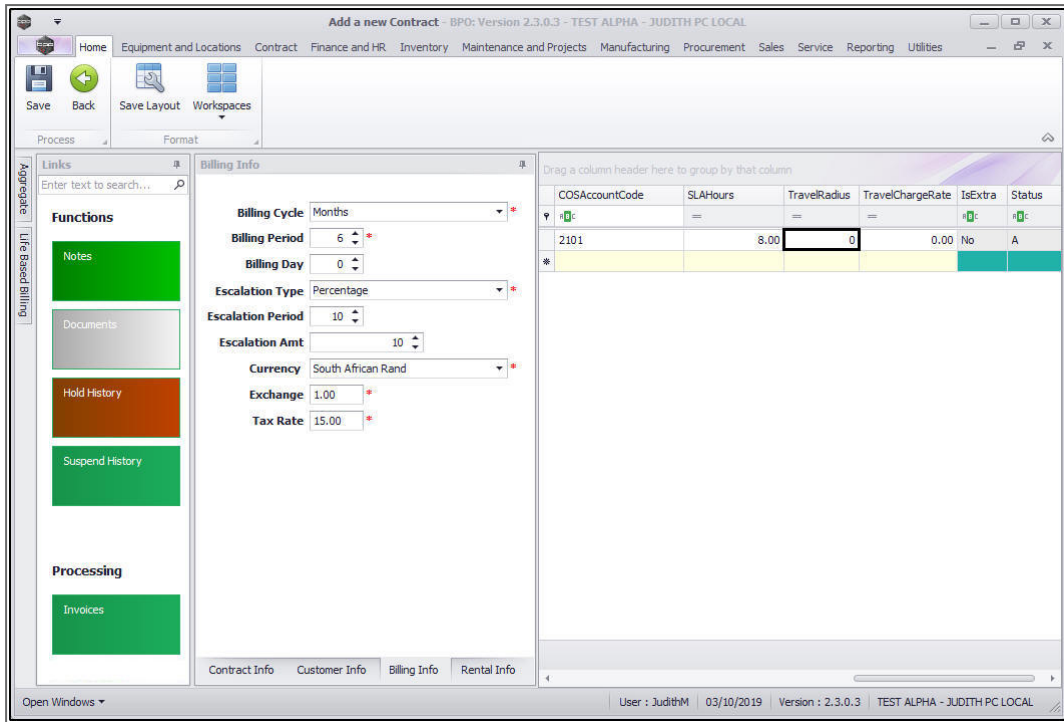 Add a new Contract - BPO: Version 2.3.0.3 - TEST ALPHA - JUDITH PC LOCAL
Home Equipment and Locations Contract Finance and HR Inventory Maintenance and Projects Manufacturing Procurement Sales Service Reporting Utilities
Save Back Save Layout Workspaces
Process Format
Aggregate
Life Based Billing
Links
Enter text to search...
Functions
Notes
Documents
Hold History
Suspend History
Processing
Invoices
Billing Info
Billing Cycle Months *
Billing Period 6 *
Billing Day 0
Escalation Type Percentage *
Escalation Period 10
Escalation Amt 10
Currency South African Rand *
Exchange 1.00 *
Tax Rate 15.00 *
Contract Info Customer Info Billing Info Rental Info
Drag a column header here to group by that column
COSAccountCode SLAHours TravelRadius TravelChargeRate IsExtra Status
= = =
2101 8.00 0 0.00 No A
Open Windows User : JudithM 03/10/2019 Version : 2.3.0.3 TEST ALPHA - JUDITH PC LOCAL